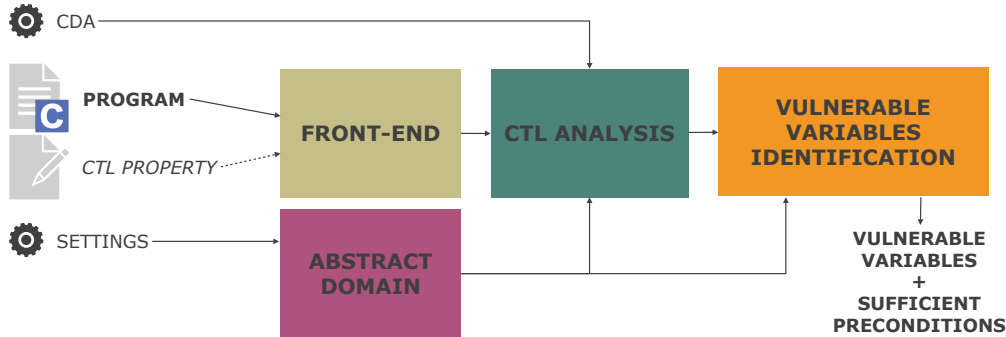 CDA
C
PROGRAM
CTL PROPERTY
SETTINGS
FRONT-END
ABSTRACT
DOMAIN
CTL ANALYSIS
VULNERABLE
VARIABLES
IDENTIFICATION
VULNERABLE
VARIABLES
+
SUFFICIENT
PRECONDITIONS